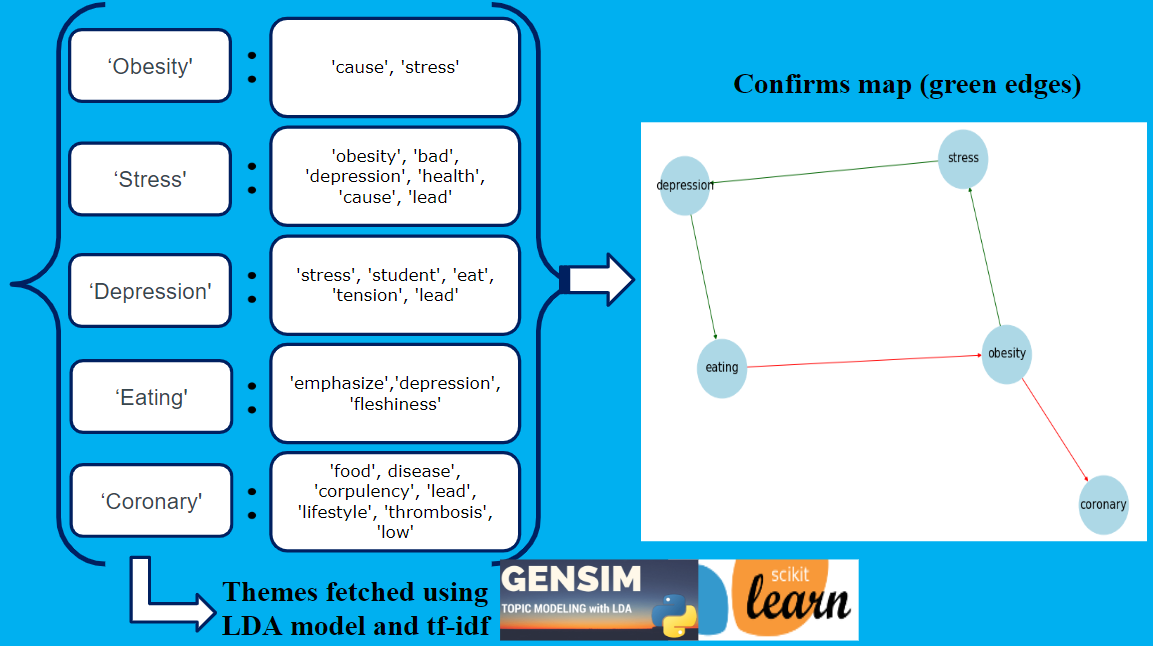 ‘Obesity'
:
'cause', 'stress'
‘Stress'
:
'obesity', 'bad',
'depression', 'health',
'cause', 'lead'
‘Depression'
:
'stress', 'student', 'eat',
'tension', 'lead'
‘Eating'
:
'emphasize','depression',
'fleshiness'
‘Coronary'
:
'food', disease',
'corpulency', 'lead',
'lifestyle', 'thrombosis',
'low'
Confirms map (green edges)
stress
depression
eating
obesity
coronary
Themes fetched using
LDA model and tf-idf
GENSIM
TOPIC MODELING with LDA
scikit
learn